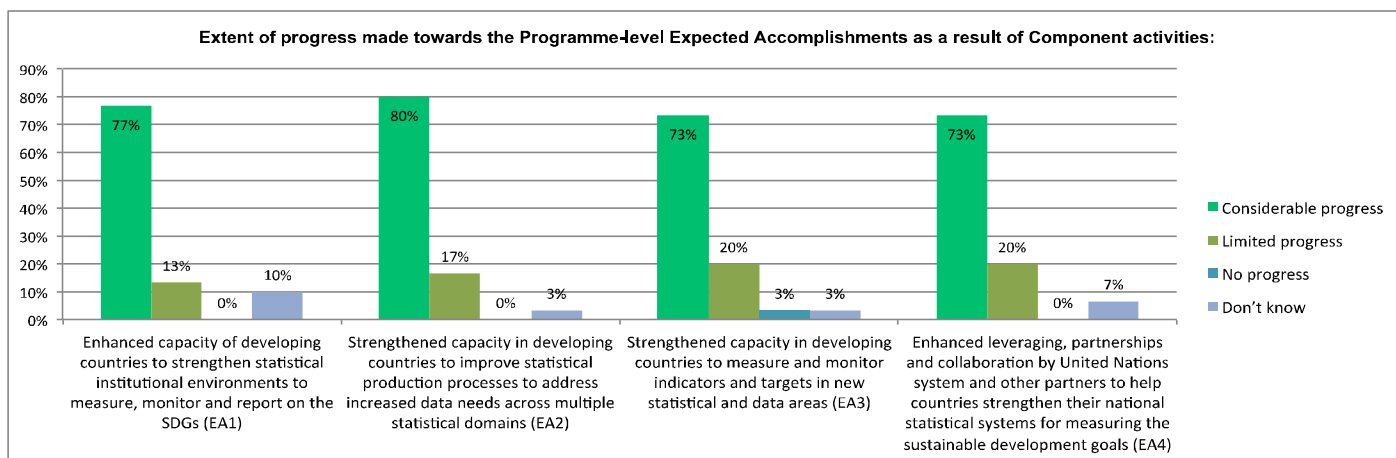 Extent of progress made towards the Programme-level Expected Accomplishments as a result of Component activities:
90%
80%
70%
60%
50%
40%
30%
20%
10%
0%
77%
13%
0%
10%
80%
17%
0%
3%
73%
20%
3%
3%
73%
20%
0%
7%
Considerable progress
Limited progress
No progress
Don't know
Enhanced capacity of developing
countries to strengthen statistical
institutional environments to
measure, monitor and report on the
SDGs (EA1)
Strengthened capacity in developing
countries to improve statistical
production processes to address
increased data needs across multiple
statistical domains (EA2)
Strengthened capacity in developing
countries to measure and monitor
indicators and targets in new
statistical and data areas (EA3)
Enhanced leveraging, partnerships
and collaboration by United Nations
system and other partners to help
countries strengthen their national
statistical systems for measuring the
sustainable development goals (EA4)